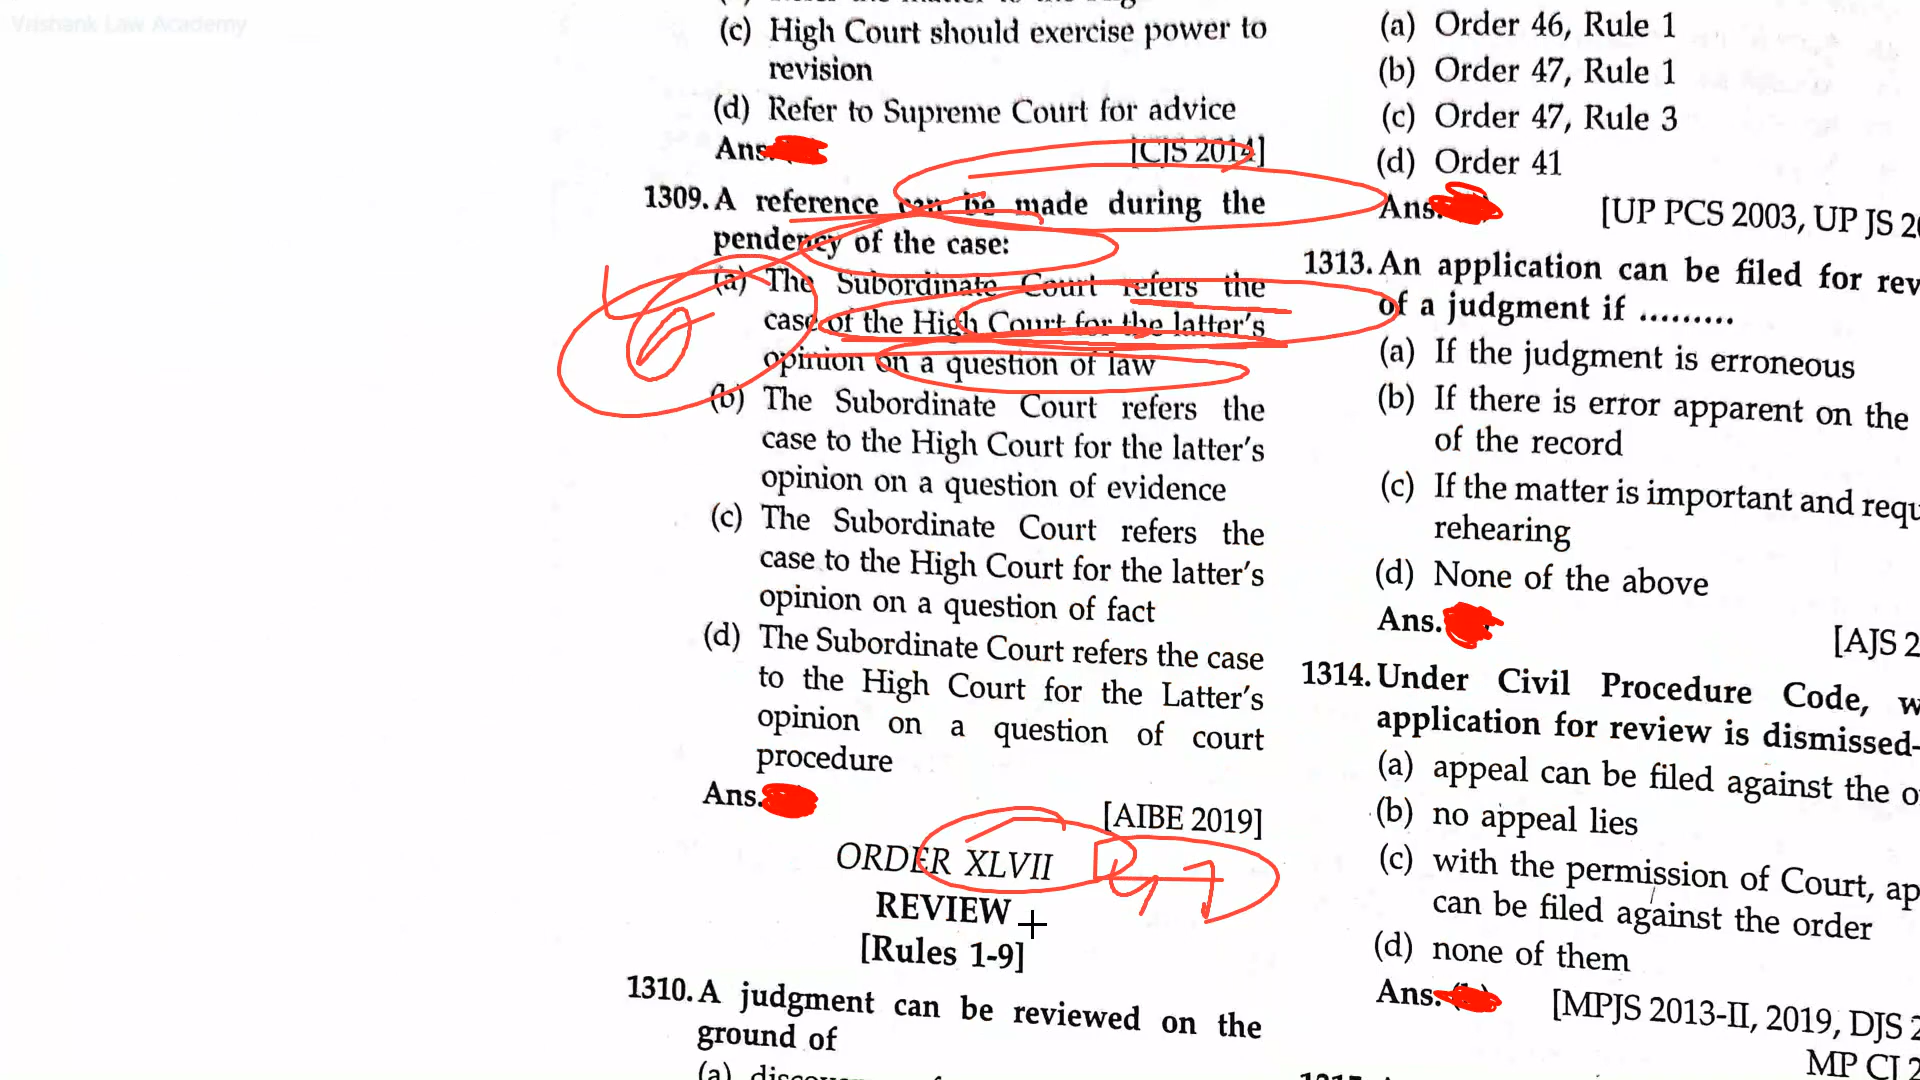 Vrishank Law Academy
(c) High Court should exercise power to
revision
(d) Refer to Supreme Court for advice
Ans.
[CJS 2014]
1309. A reference can be made during the
pendency of the case:
(a) The Subordinate Court refers the
case of the High Court for the latter's
opinion on a question of law
(b) The Subordinate Court refers the
case to the High Court for the latter's
opinion on a question of evidence
(c) The Subordinate Court refers the
case to the High Court for the latter's
opinion on a question of fact
(d) The Subordinate Court refers the case
to the High Court for the Latter's
opinion on a question of court
procedure
Ans.
[AIBE 2019]
ORDER XLVII
47
REVIEW
[Rules 1-9]
1310. A judgment can be reviewed on the
ground of
(a)
(a) Order 46, Rule 1
(b) Order 47, Rule 1
(c) Order 47, Rule 3
(d) Order 41
Ans.
[UP PCS 2003, UP JS
1313. An application can be filed for
of a judgment if .........
(a) If the judgment is erroneous
(b) If there is error apparent on the
of the record
(c) If the matter is important and
rehearing
(d) None of the above
Ans.
[AJS
1314. Under Civil Procedure Code,
application for review is dismissed-
(a) appeal can be filed against the
(b) no appeal lies
(c) with the permission of Court,
can be filed against the order
(d) none of them
Ans.
[MPJS 2013-II, 2019, DJS
MP CJ